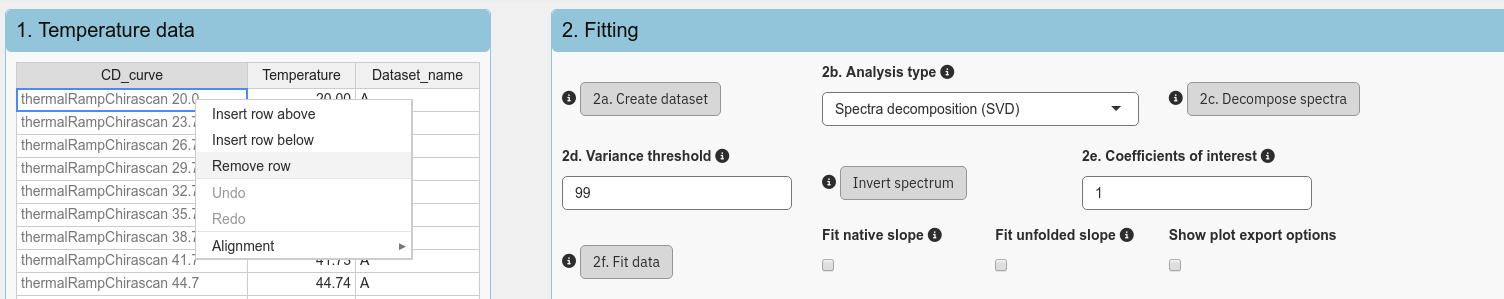 1. Temperature data
CD_curve Temperature Dataset_name
thermalRampChirascan 20.0 20.00 A
thermalRampChirascan 23.7
thermalRampChirascan 26.7
thermalRampChirascan 29.7
thermalRampChirascan 32.7
thermalRampChirascan 35.7
thermalRampChirascan 38.7
thermalRampChirascan 41.7 41.73 A
thermalRampChirascan 44.7 44.74 A
Insert row above
Insert row below
Remove row
Undo
Redo
Alignment
2. Fitting
2a. Create dataset
2b. Analysis type
Spectra decomposition (SVD)
2c. Decompose spectra
2d. Variance threshold
99
Invert spectrum
2e. Coefficients of interest
1
2f. Fit data
Fit native slope
Fit unfolded slope
Show plot export options